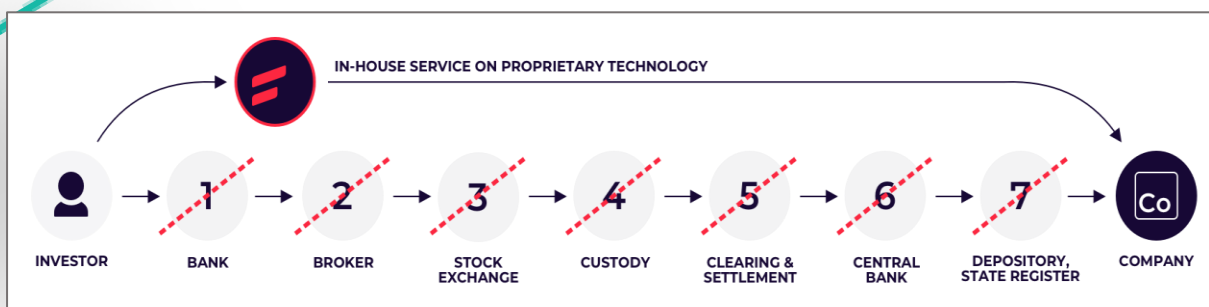 IN-HOUSE SERVICE ON PROPRIETARY TECHNOLOGY
1
2
3
4
5
6
7
Co
INVESTOR
BANK
BROKER
STOCK
EXCHANGE
CUSTODY
CLEARING &
SETTLEMENT
CENTRAL
BANK
DEPOSITORY,
STATE REGISTER
COMPANY